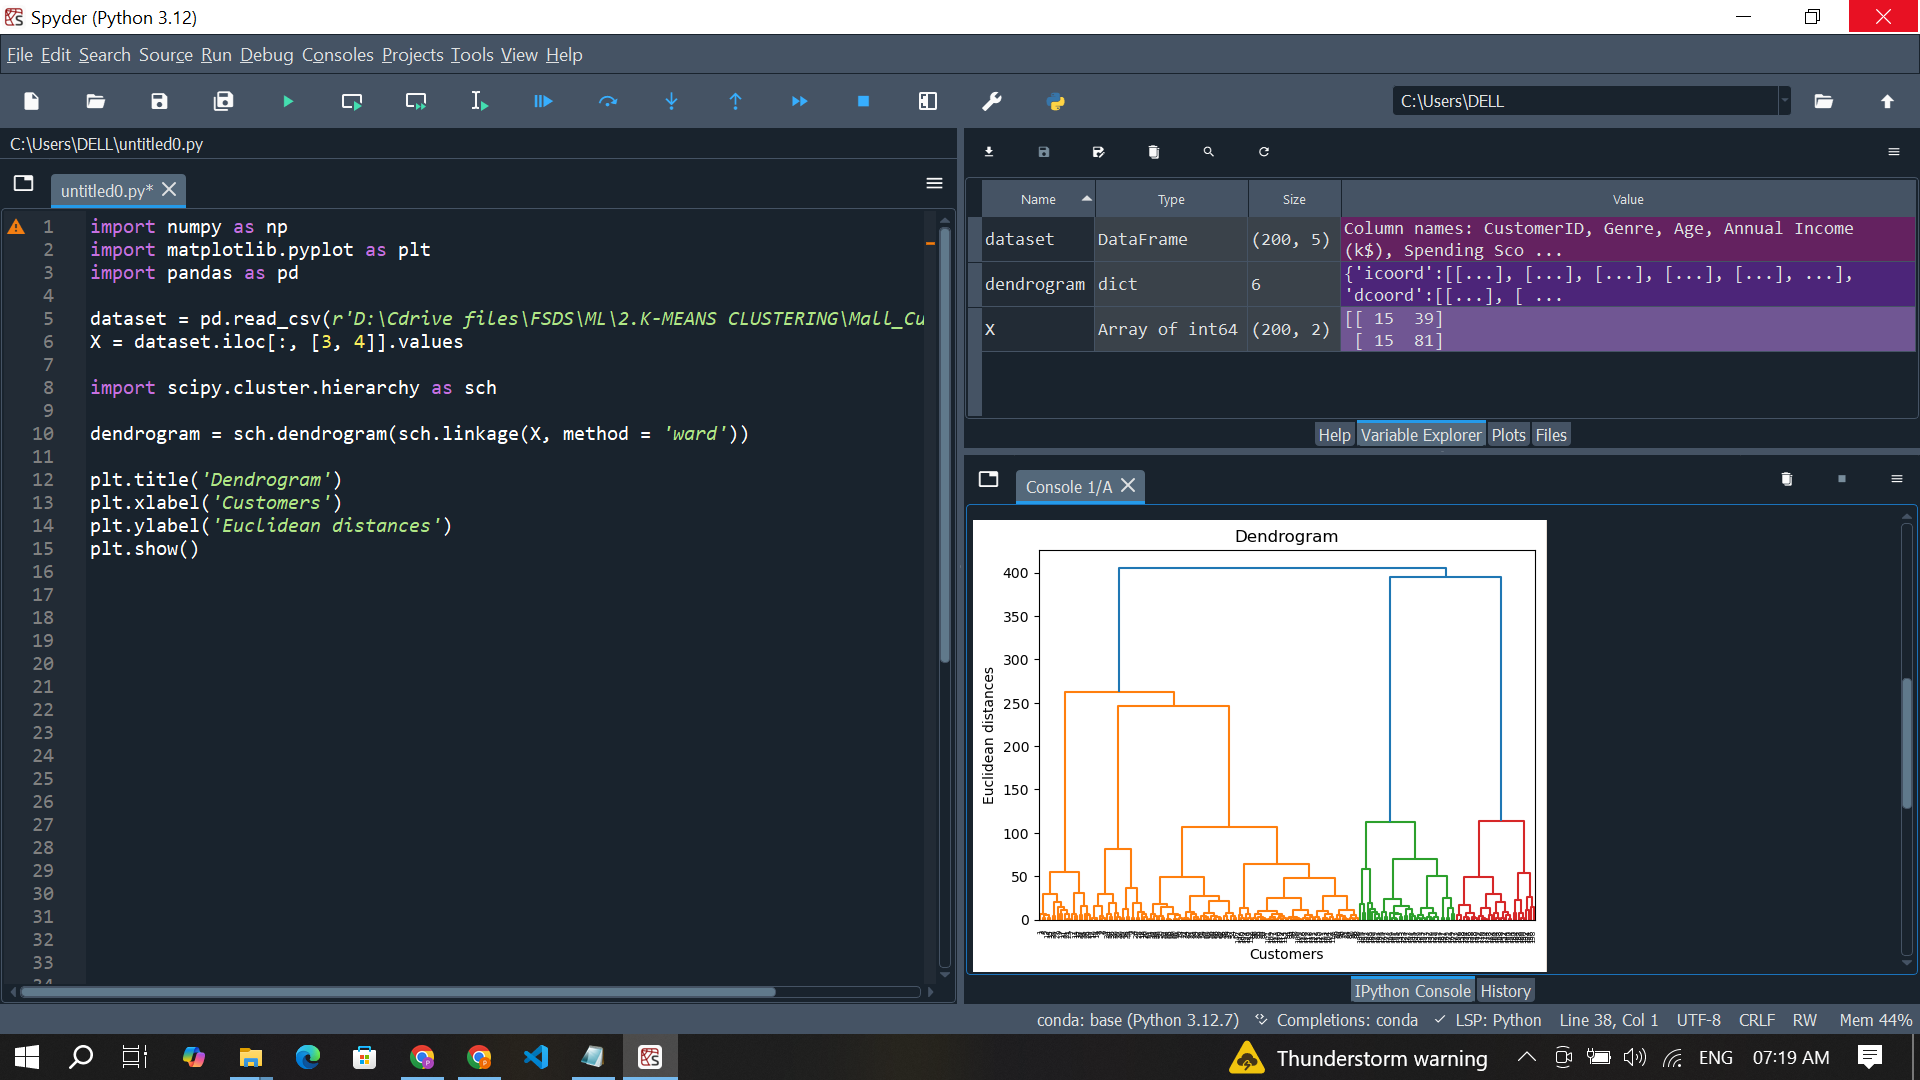 Spyder (Python 3.12)
File Edit Search Source Run Debug Consoles Projects Tools View Help
C:\Users\DELL
C:\Users\DELL\untitled0.py
untitled0.py*
1 import numpy as np
2 import matplotlib.pyplot as plt
3 import pandas as pd
4
5 dataset = pd.read_csv(r'D:\Cdrive files\FSDS\ML\2.K-MEANS CLUSTERING\Mall_Cu
6 X = dataset.iloc[:, [3, 4]].values
7
8 import scipy.cluster.hierarchy as sch
9
10 dendrogram = sch.dendrogram(sch.linkage(X, method = 'ward'))
11
12 plt.title('Dendrogram')
13 plt.xlabel('Customers')
14 plt.ylabel('Euclidean distances')
15 plt.show()
16
17
18
19
20
21
22
23
24
25
26
27
28
29
30
31
32
33
34
Name Type Size Value
dataset DataFrame (200, 5) Column names: CustomerID, Genre, Age, Annual Income
(k$), Spending Sco ...
dendrogram dict 6 {'icoord':[[...], [...], [...], [...], [...], ...],
'dcoord':[[...], [ ...
X Array of int64 (200, 2) [[ 15 39]
[ 15 81]
Help Variable Explorer Plots Files
Console 1/A
Dendrogram
400
350
300
250
200
150
100
50
0
Euclidean distances
Customers
IPython Console History
conda: base (Python 3.12.7) Completions: conda LSP: Python Line 38, Col 1 UTF-8 CRLF RW Mem 44%
Thunderstorm warning ENG 07:19 AM